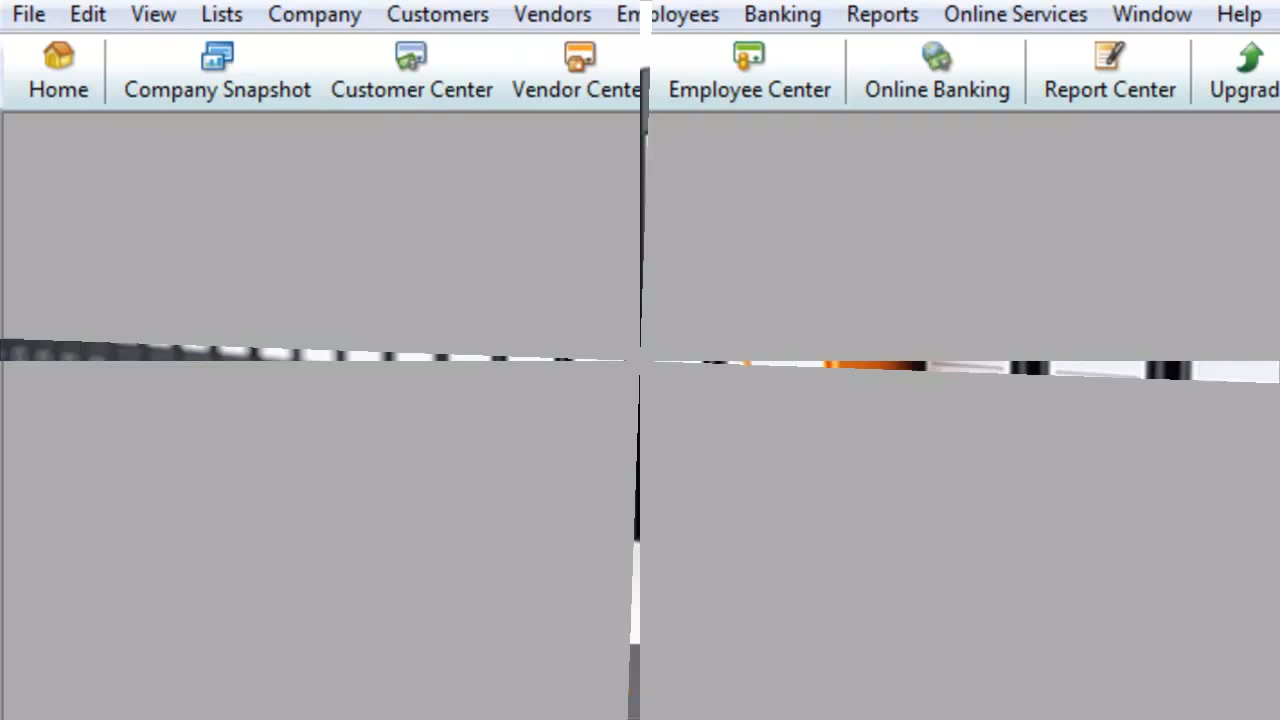 File Edit View Lists Company Customers Vendors Employees Banking Reports Online Services Window Help
Home Company Snapshot Customer Center Vendor Cente Employee Center Online Banking Report Center Upgrad